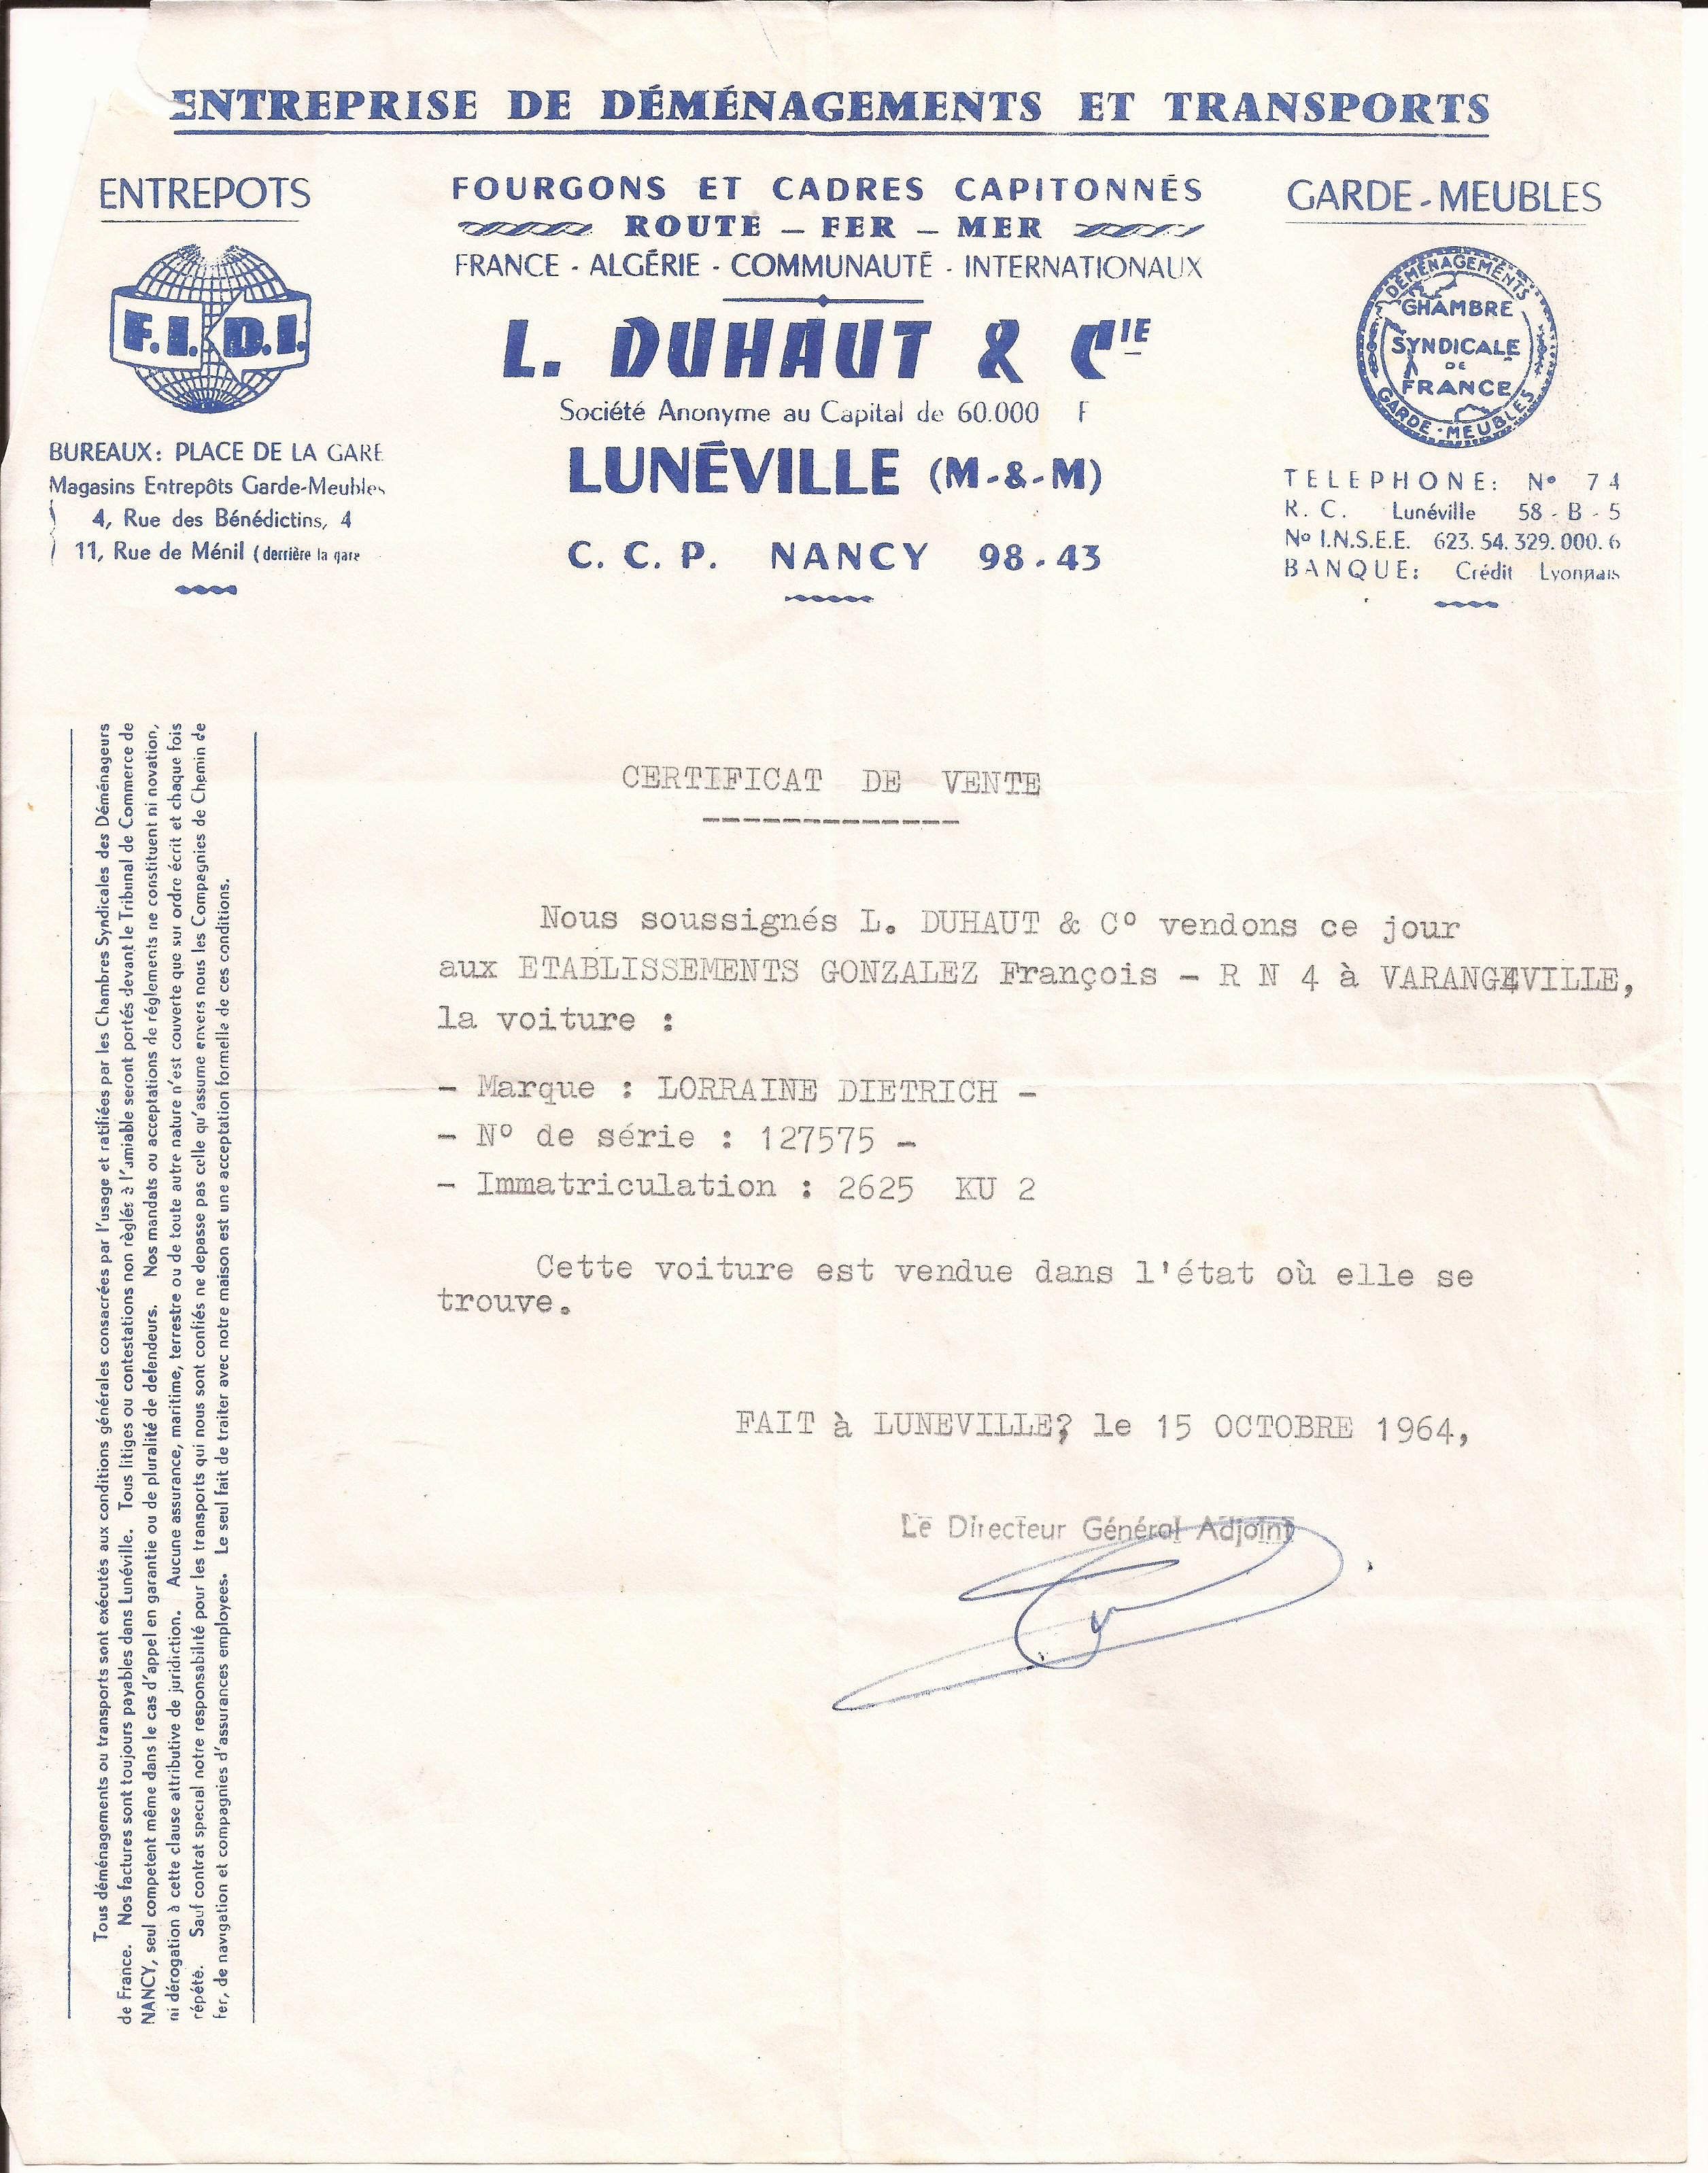 ENTREPRISE DE DÉMÉNAGEMENTS ET TRANSPORTS
ENTREPOTS
F.I.D.I.
BUREAUX: PLACE DE LA GARE
Magasins Entrepôts Garde-Meubles
4, Rue des Bénédictins, 4
11, Rue de Ménil (derrière la gare
FOURGONS ET CADRES CAPITONNÉS
ROUTE - FER - MER
FRANCE - ALGÉRIE - COMMUNAUTÉ - INTERNATIONAUX
L. DUHAUT & CIE
Société Anonyme au Capital de 60.000 F
LUNÉVILLE (M-&-M)
C. C. P. NANCY 98-43
GARDE-MEUBLES
DÉMÉNAGEMENTS
CHAMBRE
SYNDICALE
DE
FRANCE
GARDE-MEUBLES
TELEPHONE: N° 74
R. C. Lunéville 58 - B - 5
N° I.N.S.E.E. 623.54.329.000.6
BANQUE: Crédit Lyonnais
Tous déménagements ou transports sont exécutés aux conditions générales consacrées par l'usage et ratifiées par les Chambres Syndicales des Déménageurs
de France. Nos factures sont toujours payables dans Lunéville. Tous litiges ou contestations non règlés à l'amiable seront portés devant le Tribunal de Commerce de
NANCY, seul competent même dans le cas d'appel en garantie ou de pluralité de defendeurs. Nos mandats ou acceptations de réglements ne constituent ni novation,
ni dérogation à cette clause attributive de juridiction. Aucune assurance, maritime, terrestre ou de toute autre nature n'est couverte que sur ordre écrit et chaque fois
répété. Sauf contrat special notre responsabilité pour les transports qui nous sont confiés ne depasse pas celle qu'assume envers nous les Compagnies de Chemin de
fer, de navigation et compagnies d'assurances employees. Le seul fait de traiter avec notre maison est une acceptation formelle de ces conditions.
CERTIFICAT DE VENTE
Nous soussignés L. DUHAUT & C° vendons ce jour
aux ETABLISSEMENTS GONZALEZ François - R N 4 à VARANGEVILLE,
la voiture :
- Marque : LORRAINE DIETRICH -
- N° de série : 127575 -
- Immatriculation : 2625 KU 2
Cette voiture est vendue dans l'état où elle se
trouve.
FAIT à LUNEVILLE? le 15 OCTOBRE 1964,
Le Directeur Général Adjoint